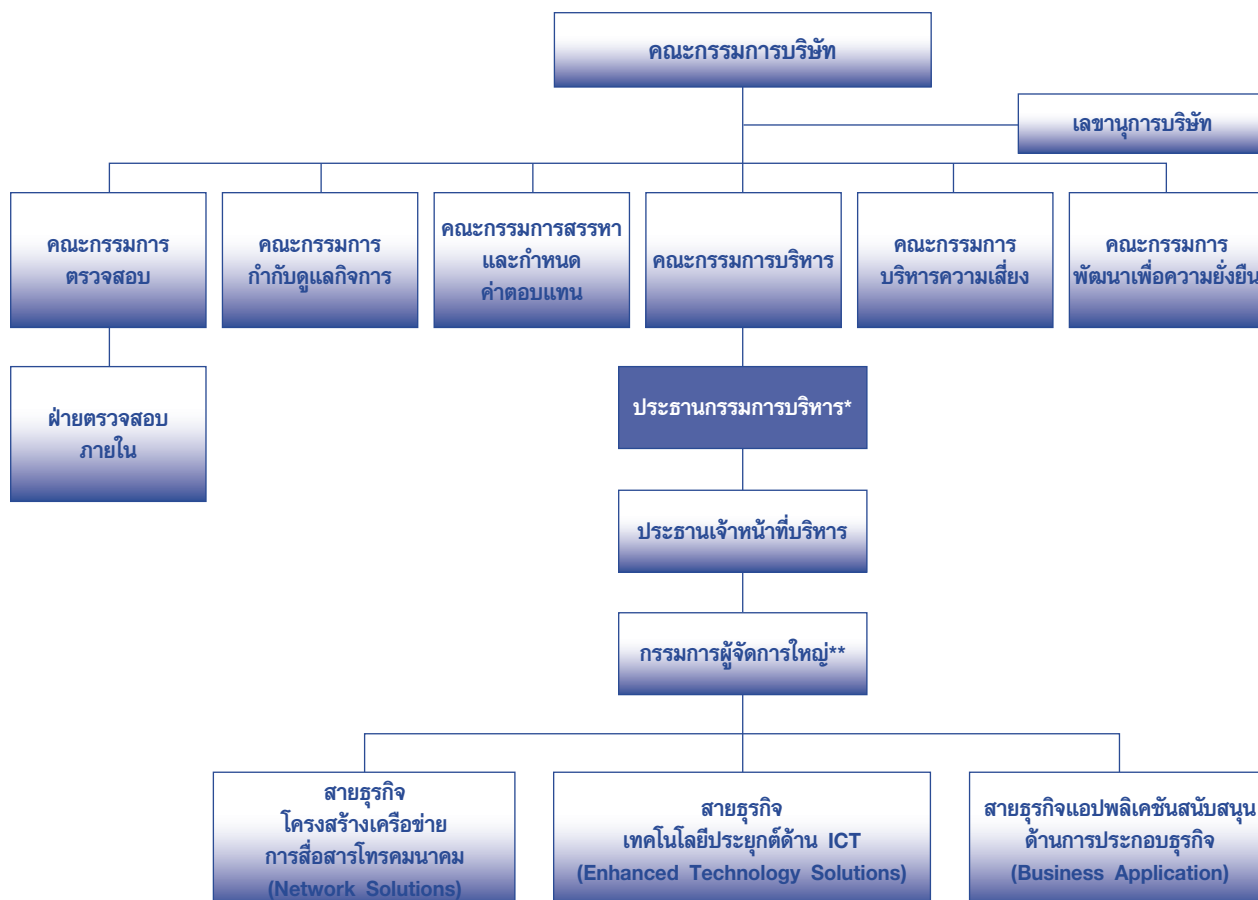 คณะกรรมการบริษัท
เลขานุการบริษัท
คณะกรรมการ
ตรวจสอบ
คณะกรรมการ
กำกับดูแลกิจการ
คณะกรรมการสรรหา
และกำหนด
ค่าตอบแทน
คณะกรรมการบริหาร
คณะกรรมการ
บริหารความเสี่ยง
คณะกรรมการ
พัฒนาเพื่อความยั่งยืน
ฝ่ายตรวจสอบ
ภายใน
ประธานกรรมการบริหาร*
ประธานเจ้าหน้าที่บริหาร
กรรมการผู้จัดการใหญ่**
สายธุรกิจ
โครงสร้างเครือข่าย
การสื่อสารโทรคมนาคม
(Network Solutions)
สายธุรกิจ
เทคโนโลยีประยุกต์ด้าน ICT
(Enhanced Technology Solutions)
สายธุรกิจแอปพลิเคชันสนับสนุน
ด้านการประกอบธุรกิจ
(Business Application)